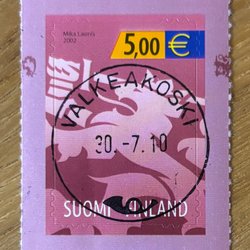 Mika Launis
2002
5,00 €
VALKEAKOSKI
30.-7.10
SUOMI FINLAND